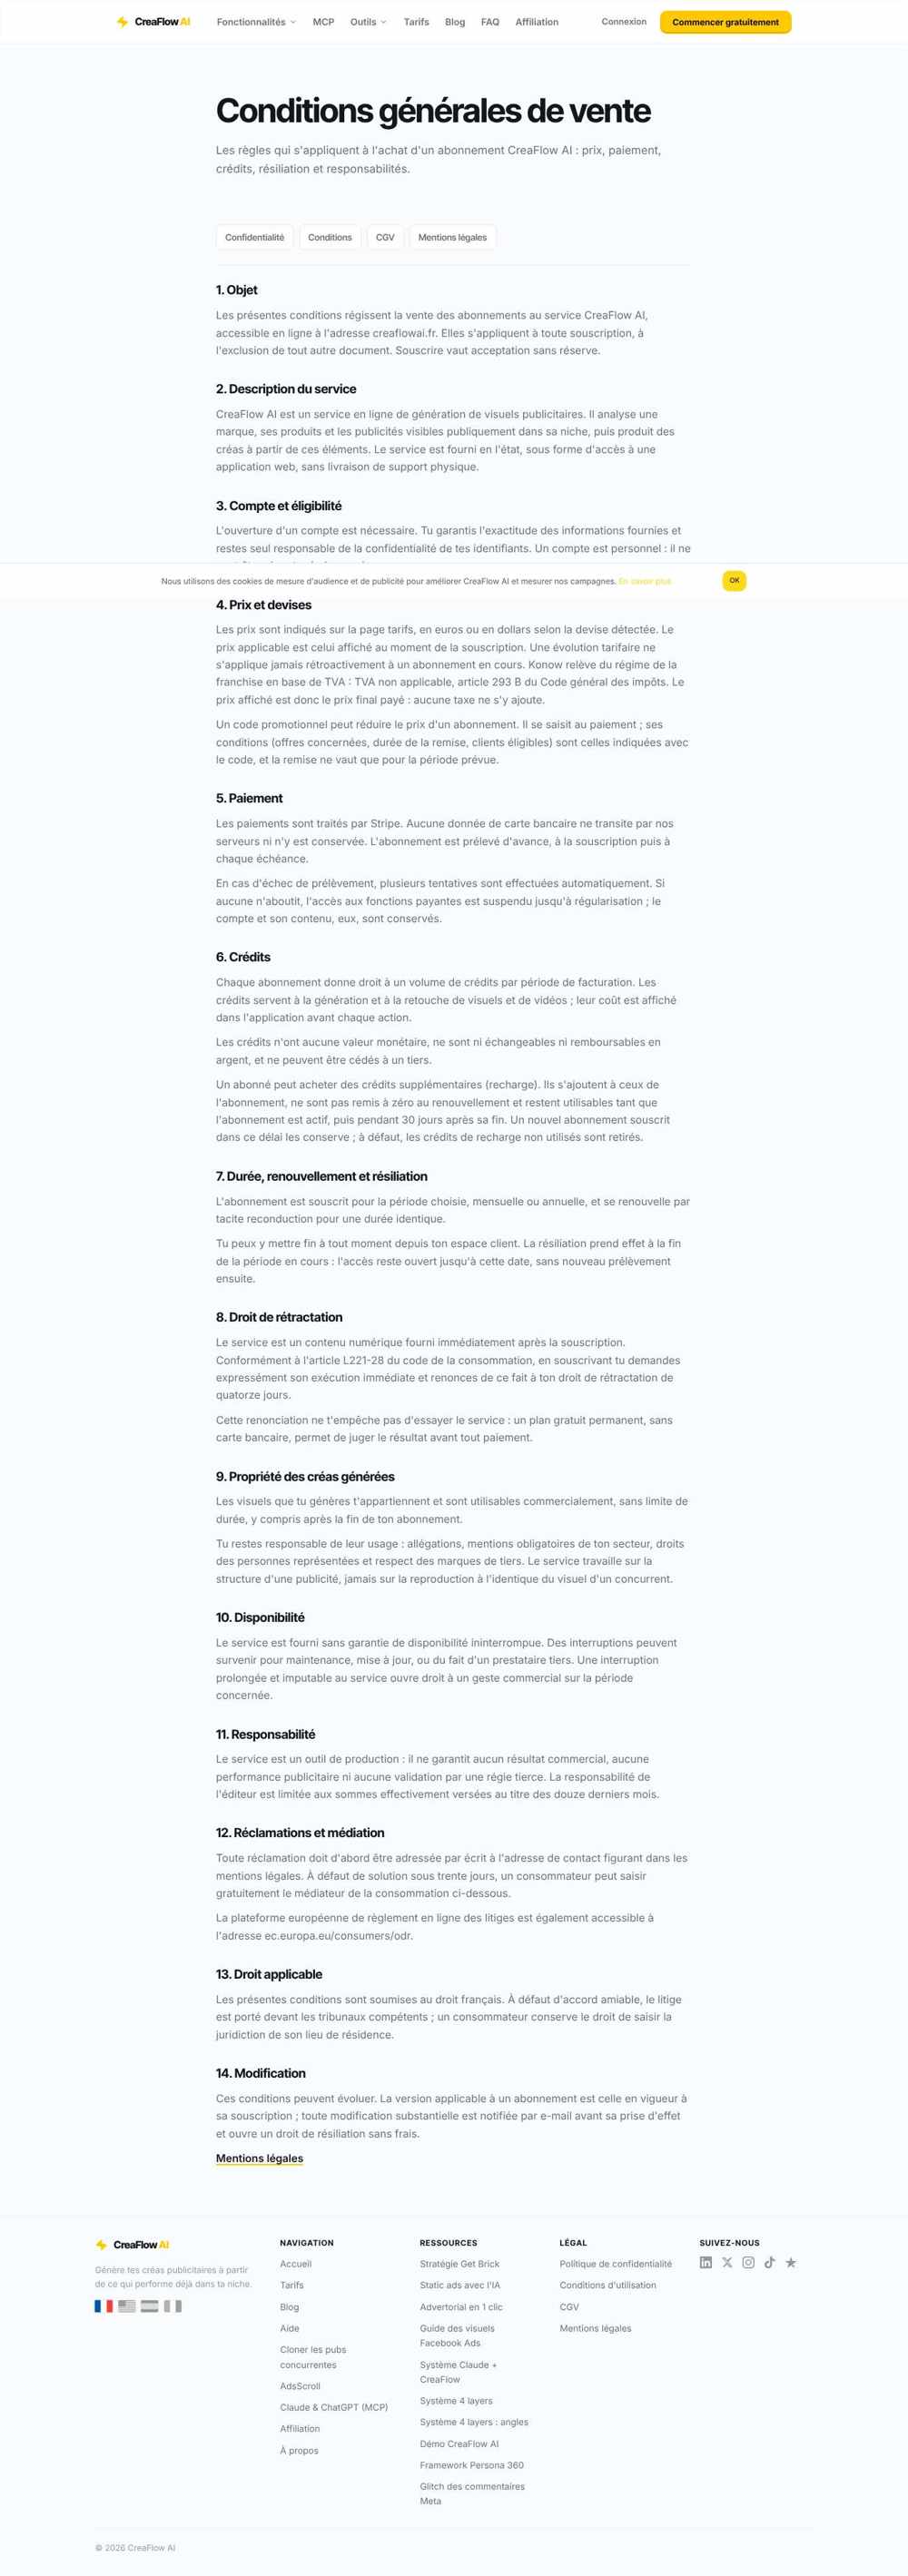 CreaFlow AI
Fonctionnalités
MCP
Outils
Tarifs
Blog
FAQ
Affiliation
Connexion
Commencer gratuitement
Conditions générales de vente
Les règles qui s'appliquent à l'achat d'un abonnement CreaFlow AI : prix, paiement,
crédits, résiliation et responsabilités.
Confidentialité
Conditions
CGV
Mentions légales
1. Objet
Les présentes conditions régissent la vente des abonnements au service CreaFlow AI,
accessible en ligne à l'adresse creaflowai.fr. Elles s'appliquent à toute souscription, à
l'exclusion de tout autre document. Souscrire vaut acceptation sans réserve.
2. Description du service
CreaFlow AI est un service en ligne de génération de visuels publicitaires. Il analyse une
marque, ses produits et les publicités visibles publiquement dans sa niche, puis produit des
créas à partir de ces éléments. Le service est fourni en l'état, sous forme d'accès à une
application web, sans livraison de support physique.
3. Compte et éligibilité
L'ouverture d'un compte est nécessaire. Tu garantis l'exactitude des informations fournies et
restes seul responsable de la confidentialité de tes identifiants. Un compte est personnel : il ne
Nous utilisons des cookies de mesure d'audience et de publicité pour améliorer CreaFlow AI et mesurer nos campagnes. En savoir plus
OK
4. Prix et devises
Les prix sont indiqués sur la page tarifs, en euros ou en dollars selon la devise détectée. Le
prix applicable est celui affiché au moment de la souscription. Une évolution tarifaire ne
s'applique jamais rétroactivement à un abonnement en cours. Konow relève du régime de la
franchise en base de TVA : TVA non applicable, article 293 B du Code général des impôts. Le
prix affiché est donc le prix final payé : aucune taxe ne s'y ajoute.
Un code promotionnel peut réduire le prix d'un abonnement. Il se saisit au paiement ; ses
conditions (offres concernées, durée de la remise, clients éligibles) sont celles indiquées avec
le code, et la remise ne vaut que pour la période prévue.
5. Paiement
Les paiements sont traités par Stripe. Aucune donnée de carte bancaire ne transite par nos
serveurs ni n'y est conservée. L'abonnement est prélevé d'avance, à la souscription puis à
chaque échéance.
En cas d'échec de prélèvement, plusieurs tentatives sont effectuées automatiquement. Si
aucune n'aboutit, l'accès aux fonctions payantes est suspendu jusqu'à régularisation ; le
compte et son contenu, eux, sont conservés.
6. Crédits
Chaque abonnement donne droit à un volume de crédits par période de facturation. Les
crédits servent à la génération et à la retouche de visuels et de vidéos ; leur coût est affiché
dans l'application avant chaque action.
Les crédits n'ont aucune valeur monétaire, ne sont ni échangeables ni remboursables en
argent, et ne peuvent être cédés à un tiers.
Un abonné peut acheter des crédits supplémentaires (recharge). Ils s'ajoutent à ceux de
l'abonnement, ne sont pas remis à zéro au renouvellement et restent utilisables tant que
l'abonnement est actif, puis pendant 30 jours après sa fin. Un nouvel abonnement souscrit
dans ce délai les conserve ; à défaut, les crédits de recharge non utilisés sont retirés.
7. Durée, renouvellement et résiliation
L'abonnement est souscrit pour la période choisie, mensuelle ou annuelle, et se renouvelle par
tacite reconduction pour une durée identique.
Tu peux y mettre fin à tout moment depuis ton espace client. La résiliation prend effet à la fin
de la période en cours : l'accès reste ouvert jusqu'à cette date, sans nouveau prélèvement
ensuite.
8. Droit de rétractation
Le service est un contenu numérique fourni immédiatement après la souscription.
Conformément à l'article L221-28 du code de la consommation, en souscrivant tu demandes
expressément son exécution immédiate et renonces de ce fait à ton droit de rétractation de
quatorze jours.
Cette renonciation ne t'empêche pas d'essayer le service : un plan gratuit permanent, sans
carte bancaire, permet de juger le résultat avant tout paiement.
9. Propriété des créas générées
Les visuels que tu génères t'appartiennent et sont utilisables commercialement, sans limite de
durée, y compris après la fin de ton abonnement.
Tu restes responsable de leur usage : allégations, mentions obligatoires de ton secteur, droits
des personnes représentées et respect des marques de tiers. Le service travaille sur la
structure d'une publicité, jamais sur la reproduction à l'identique du visuel d'un concurrent.
10. Disponibilité
Le service est fourni sans garantie de disponibilité ininterrompue. Des interruptions peuvent
survenir pour maintenance, mise à jour, ou du fait d'un prestataire tiers. Une interruption
prolongée et imputable au service ouvre droit à un geste commercial sur la période
concernée.
11. Responsabilité
Le service est un outil de production : il ne garantit aucun résultat commercial, aucune
performance publicitaire ni aucune validation par une régie tierce. La responsabilité de
l'éditeur est limitée aux sommes effectivement versées au titre des douze derniers mois.
12. Réclamations et médiation
Toute réclamation doit d'abord être adressée par écrit à l'adresse de contact figurant dans les
mentions légales. À défaut de solution sous trente jours, un consommateur peut saisir
gratuitement le médiateur de la consommation ci-dessous.
La plateforme européenne de règlement en ligne des litiges est également accessible à
l'adresse ec.europa.eu/consumers/odr.
13. Droit applicable
Les présentes conditions sont soumises au droit français. À défaut d'accord amiable, le litige
est porté devant les tribunaux compétents ; un consommateur conserve le droit de saisir la
juridiction de son lieu de résidence.
14. Modification
Ces conditions peuvent évoluer. La version applicable à un abonnement est celle en vigueur à
sa souscription ; toute modification substantielle est notifiée par e-mail avant sa prise d'effet
et ouvre un droit de résiliation sans frais.
Mentions légales
CreaFlow AI
Génère tes créas publicitaires à partir
de ce qui performe déjà dans ta niche.
NAVIGATION
Accueil
Tarifs
Blog
Aide
Cloner les pubs
concurrentes
AdsScroll
Claude & ChatGPT (MCP)
Affiliation
À propos
RESSOURCES
Stratégie Get Brick
Static ads avec l'IA
Advertorial en 1 clic
Guide des visuels
Facebook Ads
Système Claude +
CreaFlow
Système 4 layers
Système 4 layers : angles
Démo CreaFlow AI
Framework Persona 360
Glitch des commentaires
Meta
LÉGAL
Politique de confidentialité
Conditions d'utilisation
CGV
Mentions légales
SUIVEZ-NOUS
© 2026 CreaFlow AI